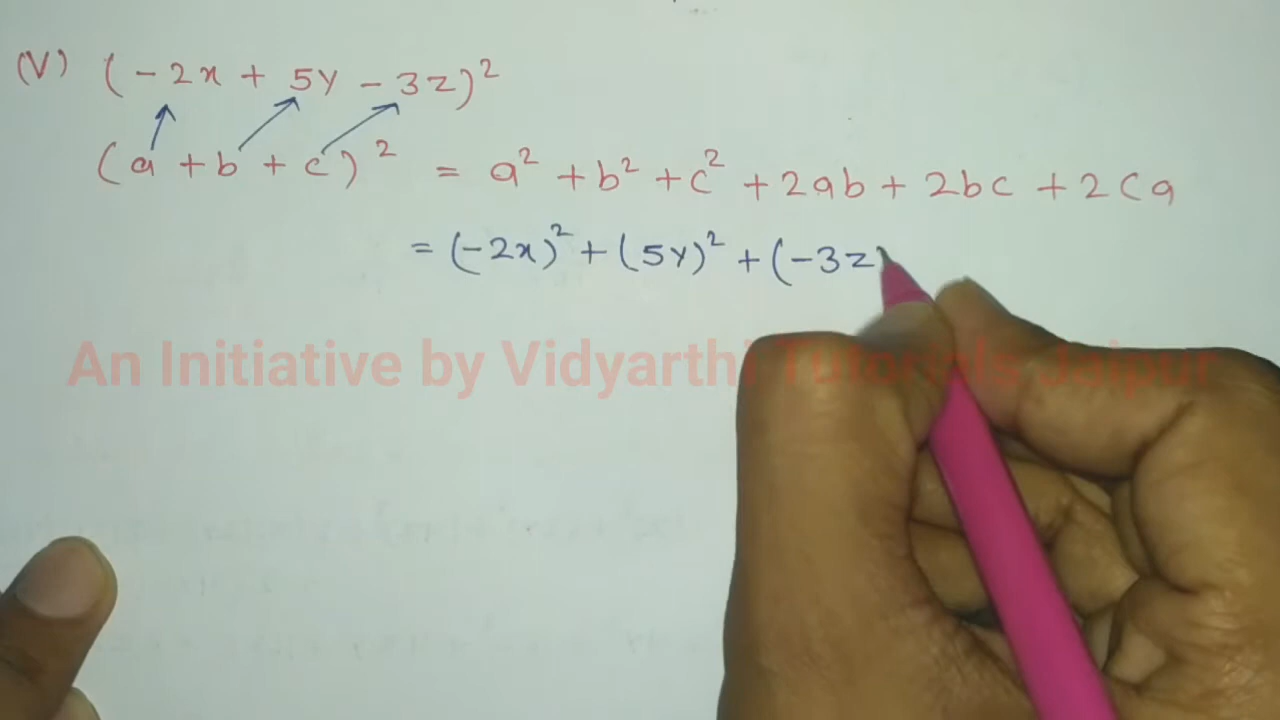 (V) (-2x + 5y - 3z)²
(a + b + c)² = a² + b² + c² + 2ab + 2bc + 2ca
= (-2x)² + (5y)² + (-3z)
An Initiative by Vidyarthi Tutorials Jaipur